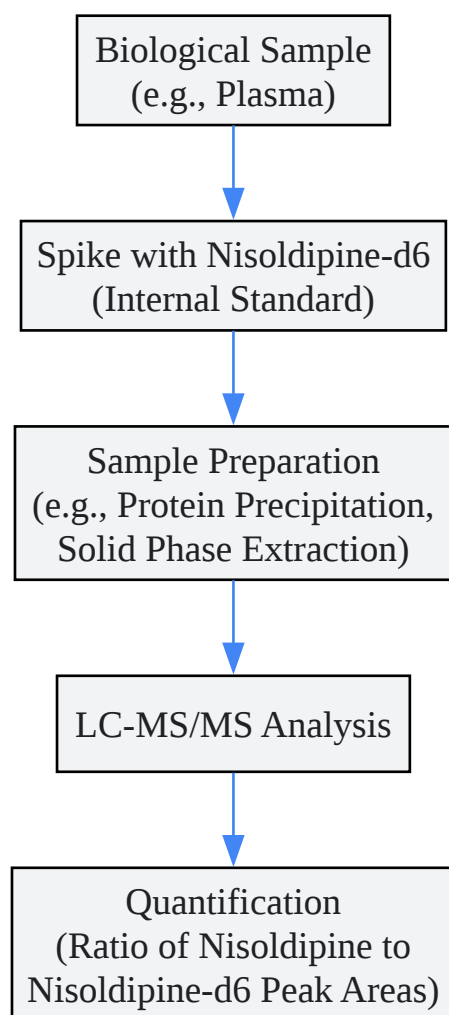 Biological Sample
(e.g., Plasma)
Spike with Nisoldipine-d6
(Internal Standard)
Sample Preparation
(e.g., Protein Precipitation,
Solid Phase Extraction)
LC-MS/MS Analysis
Quantification
(Ratio of Nisoldipine to
Nisoldipine-d6 Peak Areas)